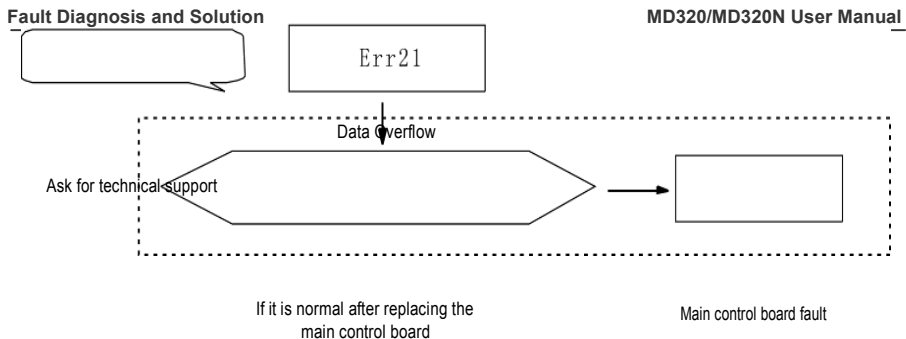 Fault Diagnosis and Solution
MD320/MD320N User Manual
Err21
Data Overflow
Ask for technical support
If it is normal after replacing the
main control board
Main control board fault